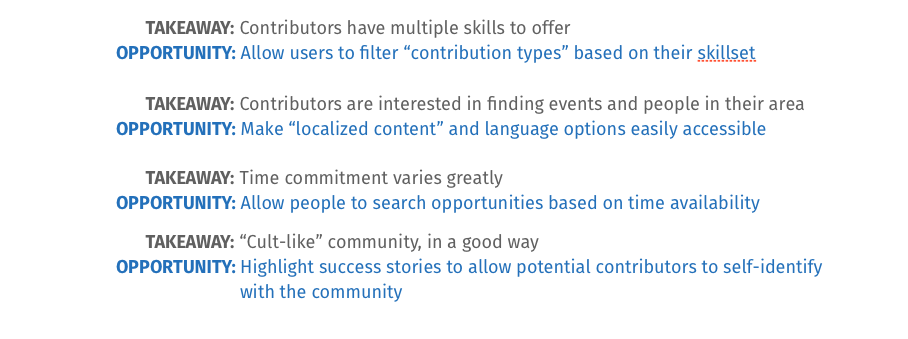 TAKEAWAY: Contributors have multiple skills to offer
OPPORTUNITY: Allow users to filter “contribution types” based on their skillset
TAKEAWAY: Contributors are interested in finding events and people in their area
OPPORTUNITY: Make “localized content” and language options easily accessible
TAKEAWAY: Time commitment varies greatly
OPPORTUNITY: Allow people to search opportunities based on time availability
TAKEAWAY: “Cult-like” community, in a good way
OPPORTUNITY: Highlight success stories to allow potential contributors to self-identify
with the community